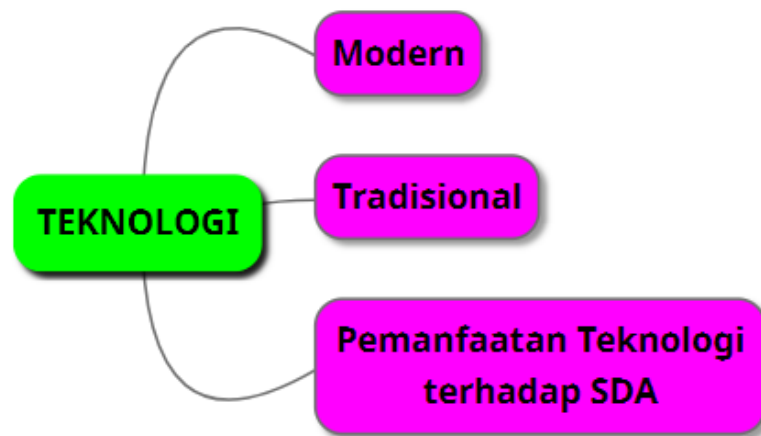 Modern
Tradisional
TEKNOLOGI
Pemanfaatan Teknologi
terhadap SDA